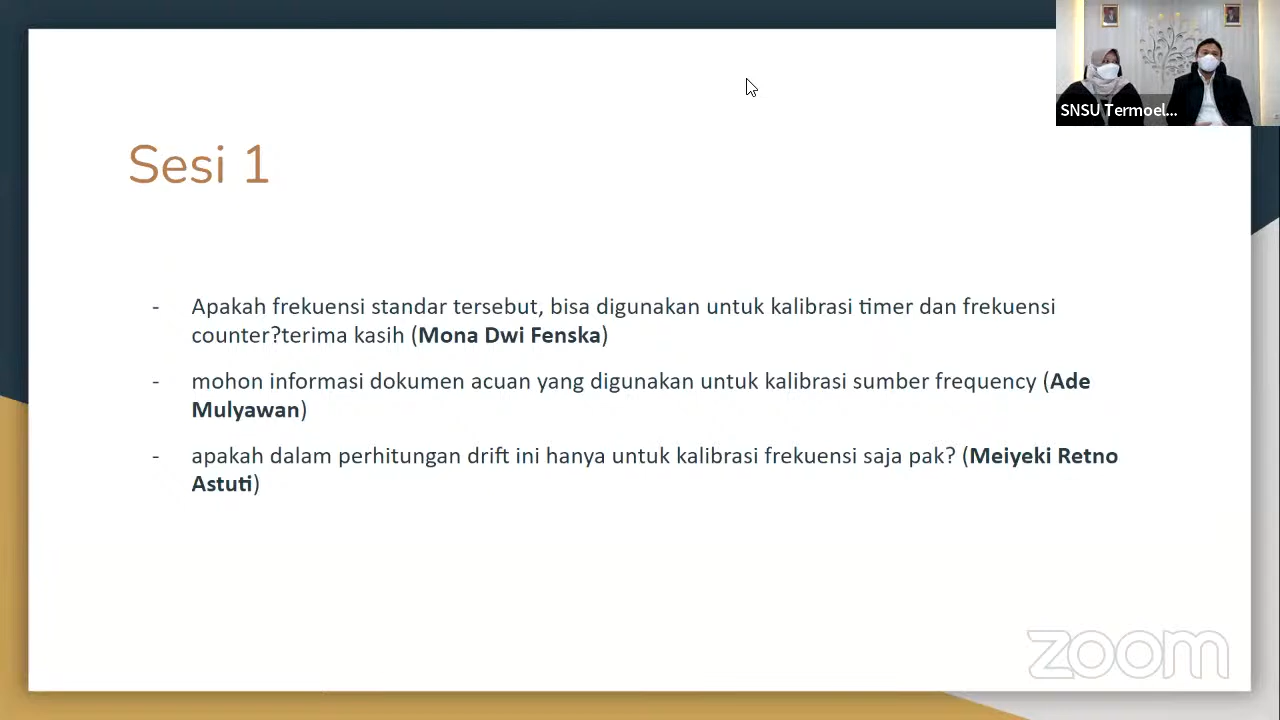 SNSU Termoel...
Sesi 1
- Apakah frekuensi standar tersebut, bisa digunakan untuk kalibrasi timer dan frekuensi
counter?terima kasih (Mona Dwi Fenska)
- mohon informasi dokumen acuan yang digunakan untuk kalibrasi sumber frequency (Ade
Mulyawan)
- apakah dalam perhitungan drift ini hanya untuk kalibrasi frekuensi saja pak? (Meiyeki Retno
Astuti)
zoom